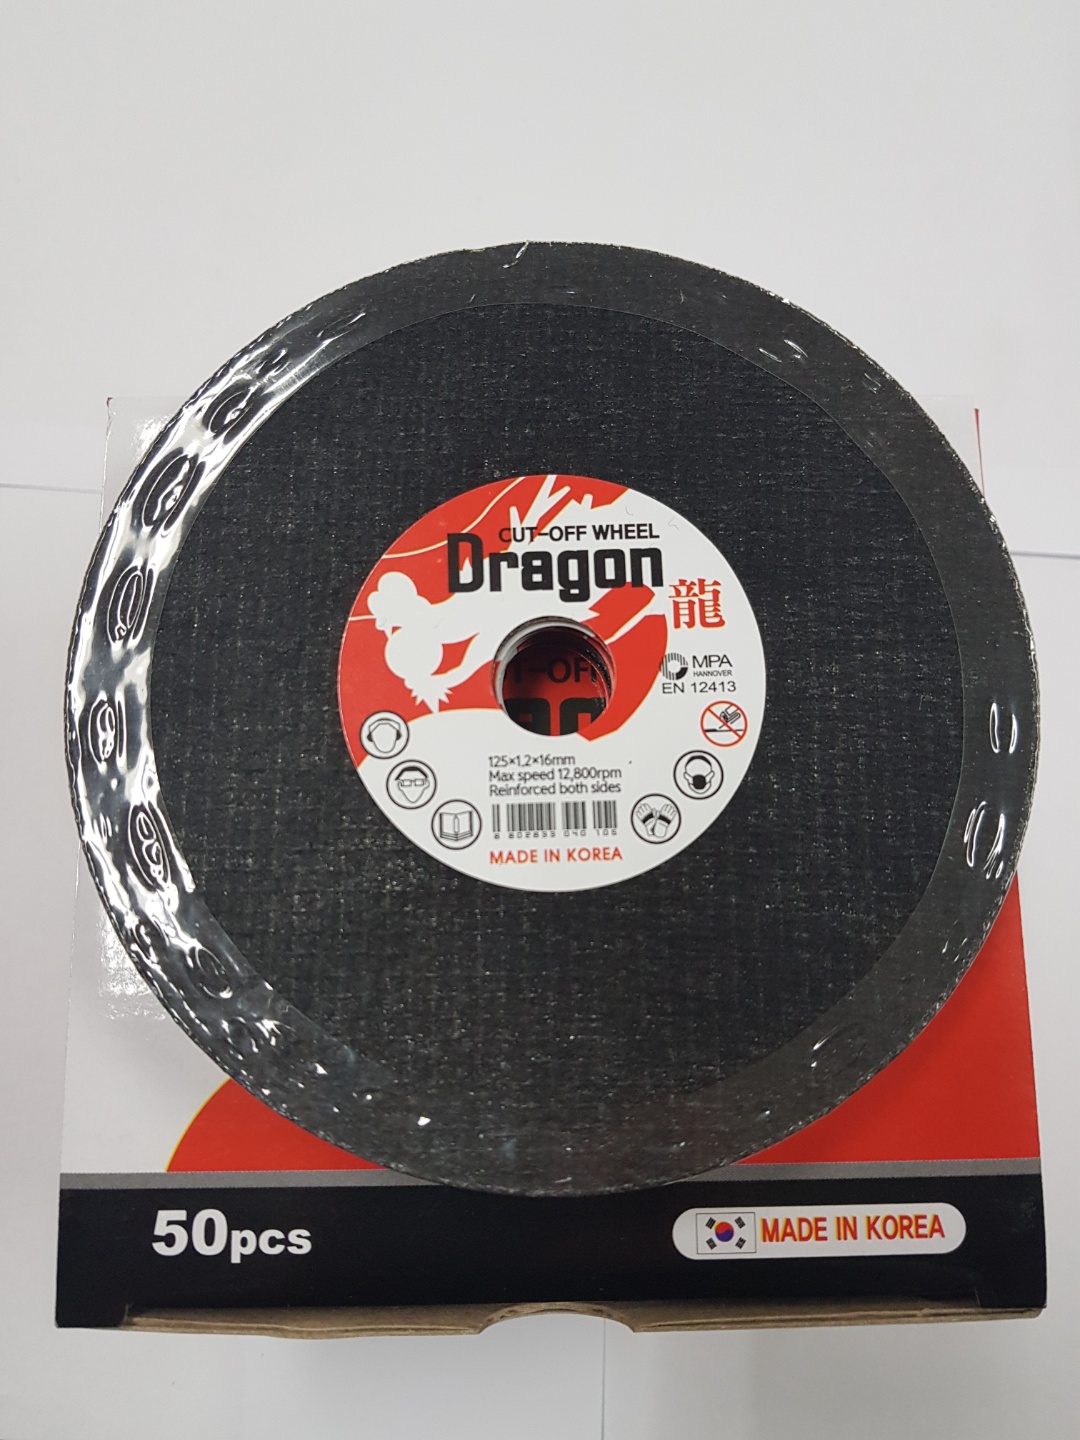 CUT-OFF WHEEL
Dragon
龍
MPA
HANNOVER
EN 12413
125×1.2×16mm
Max speed 12,800rpm
Reinforced both sides
MADE IN KOREA
50pcs
MADE IN KOREA